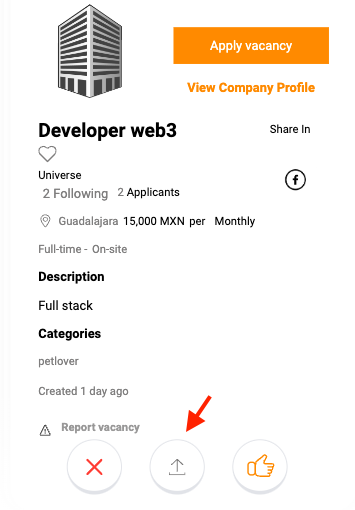 Apply vacancy
View Company Profile
Developer web3
Share In
Universe
2 Following 2 Applicants
Guadalajara 15,000 MXN per Monthly
Full-time - On-site
Description
Full stack
Categories
petlover
Created 1 day ago
Report vacancy